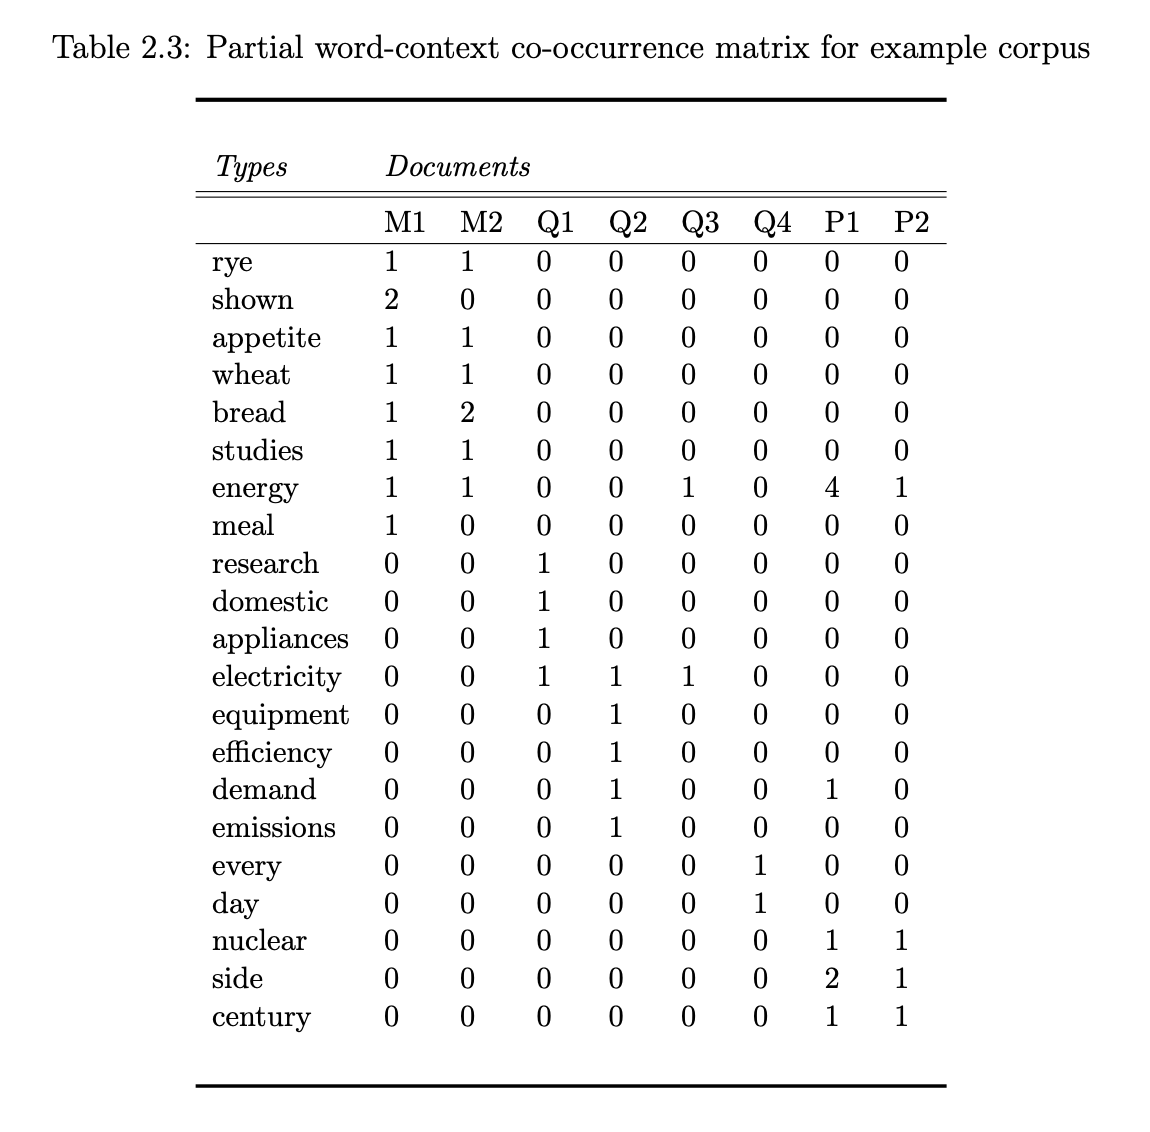 Table 2.3: Partial word-context co-occurrence matrix for example corpus
Types Documents
M1 M2 Q1 Q2 Q3 Q4 P1 P2
rye 1 1 0 0 0 0 0 0
shown 2 0 0 0 0 0 0 0
appetite 1 1 0 0 0 0 0 0
wheat 1 1 0 0 0 0 0 0
bread 1 2 0 0 0 0 0 0
studies 1 1 0 0 0 0 0 0
energy 1 1 0 0 1 0 4 1
meal 1 0 0 0 0 0 0 0
research 0 0 1 0 0 0 0 0
domestic 0 0 1 0 0 0 0 0
appliances 0 0 1 0 0 0 0 0
electricity 0 0 1 1 1 0 0 0
equipment 0 0 0 1 0 0 0 0
efficiency 0 0 0 1 0 0 0 0
demand 0 0 0 1 0 0 1 0
emissions 0 0 0 1 0 0 0 0
every 0 0 0 0 0 1 0 0
day 0 0 0 0 0 1 0 0
nuclear 0 0 0 0 0 0 1 1
side 0 0 0 0 0 0 2 1
century 0 0 0 0 0 0 1 1